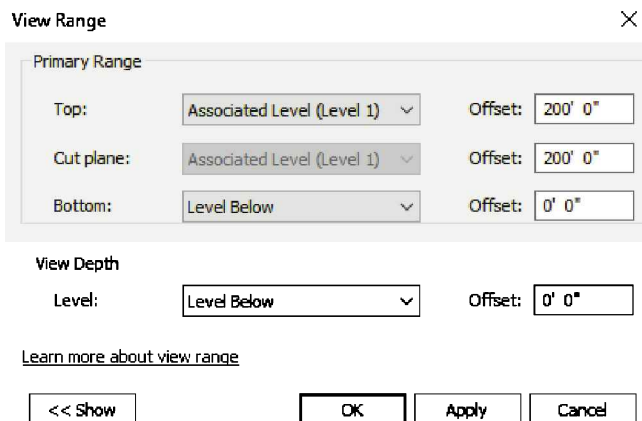 View Range
Primary Range
Top: Associated Level (Level 1) Offset: 200' 0"
Cut plane: Associated Level (Level 1) Offset: 200' 0"
Bottom: Level Below Offset: 0' 0"
View Depth
Level: Level Below Offset: 0' 0"
Learn more about view range
<< Show OK Apply Cancel